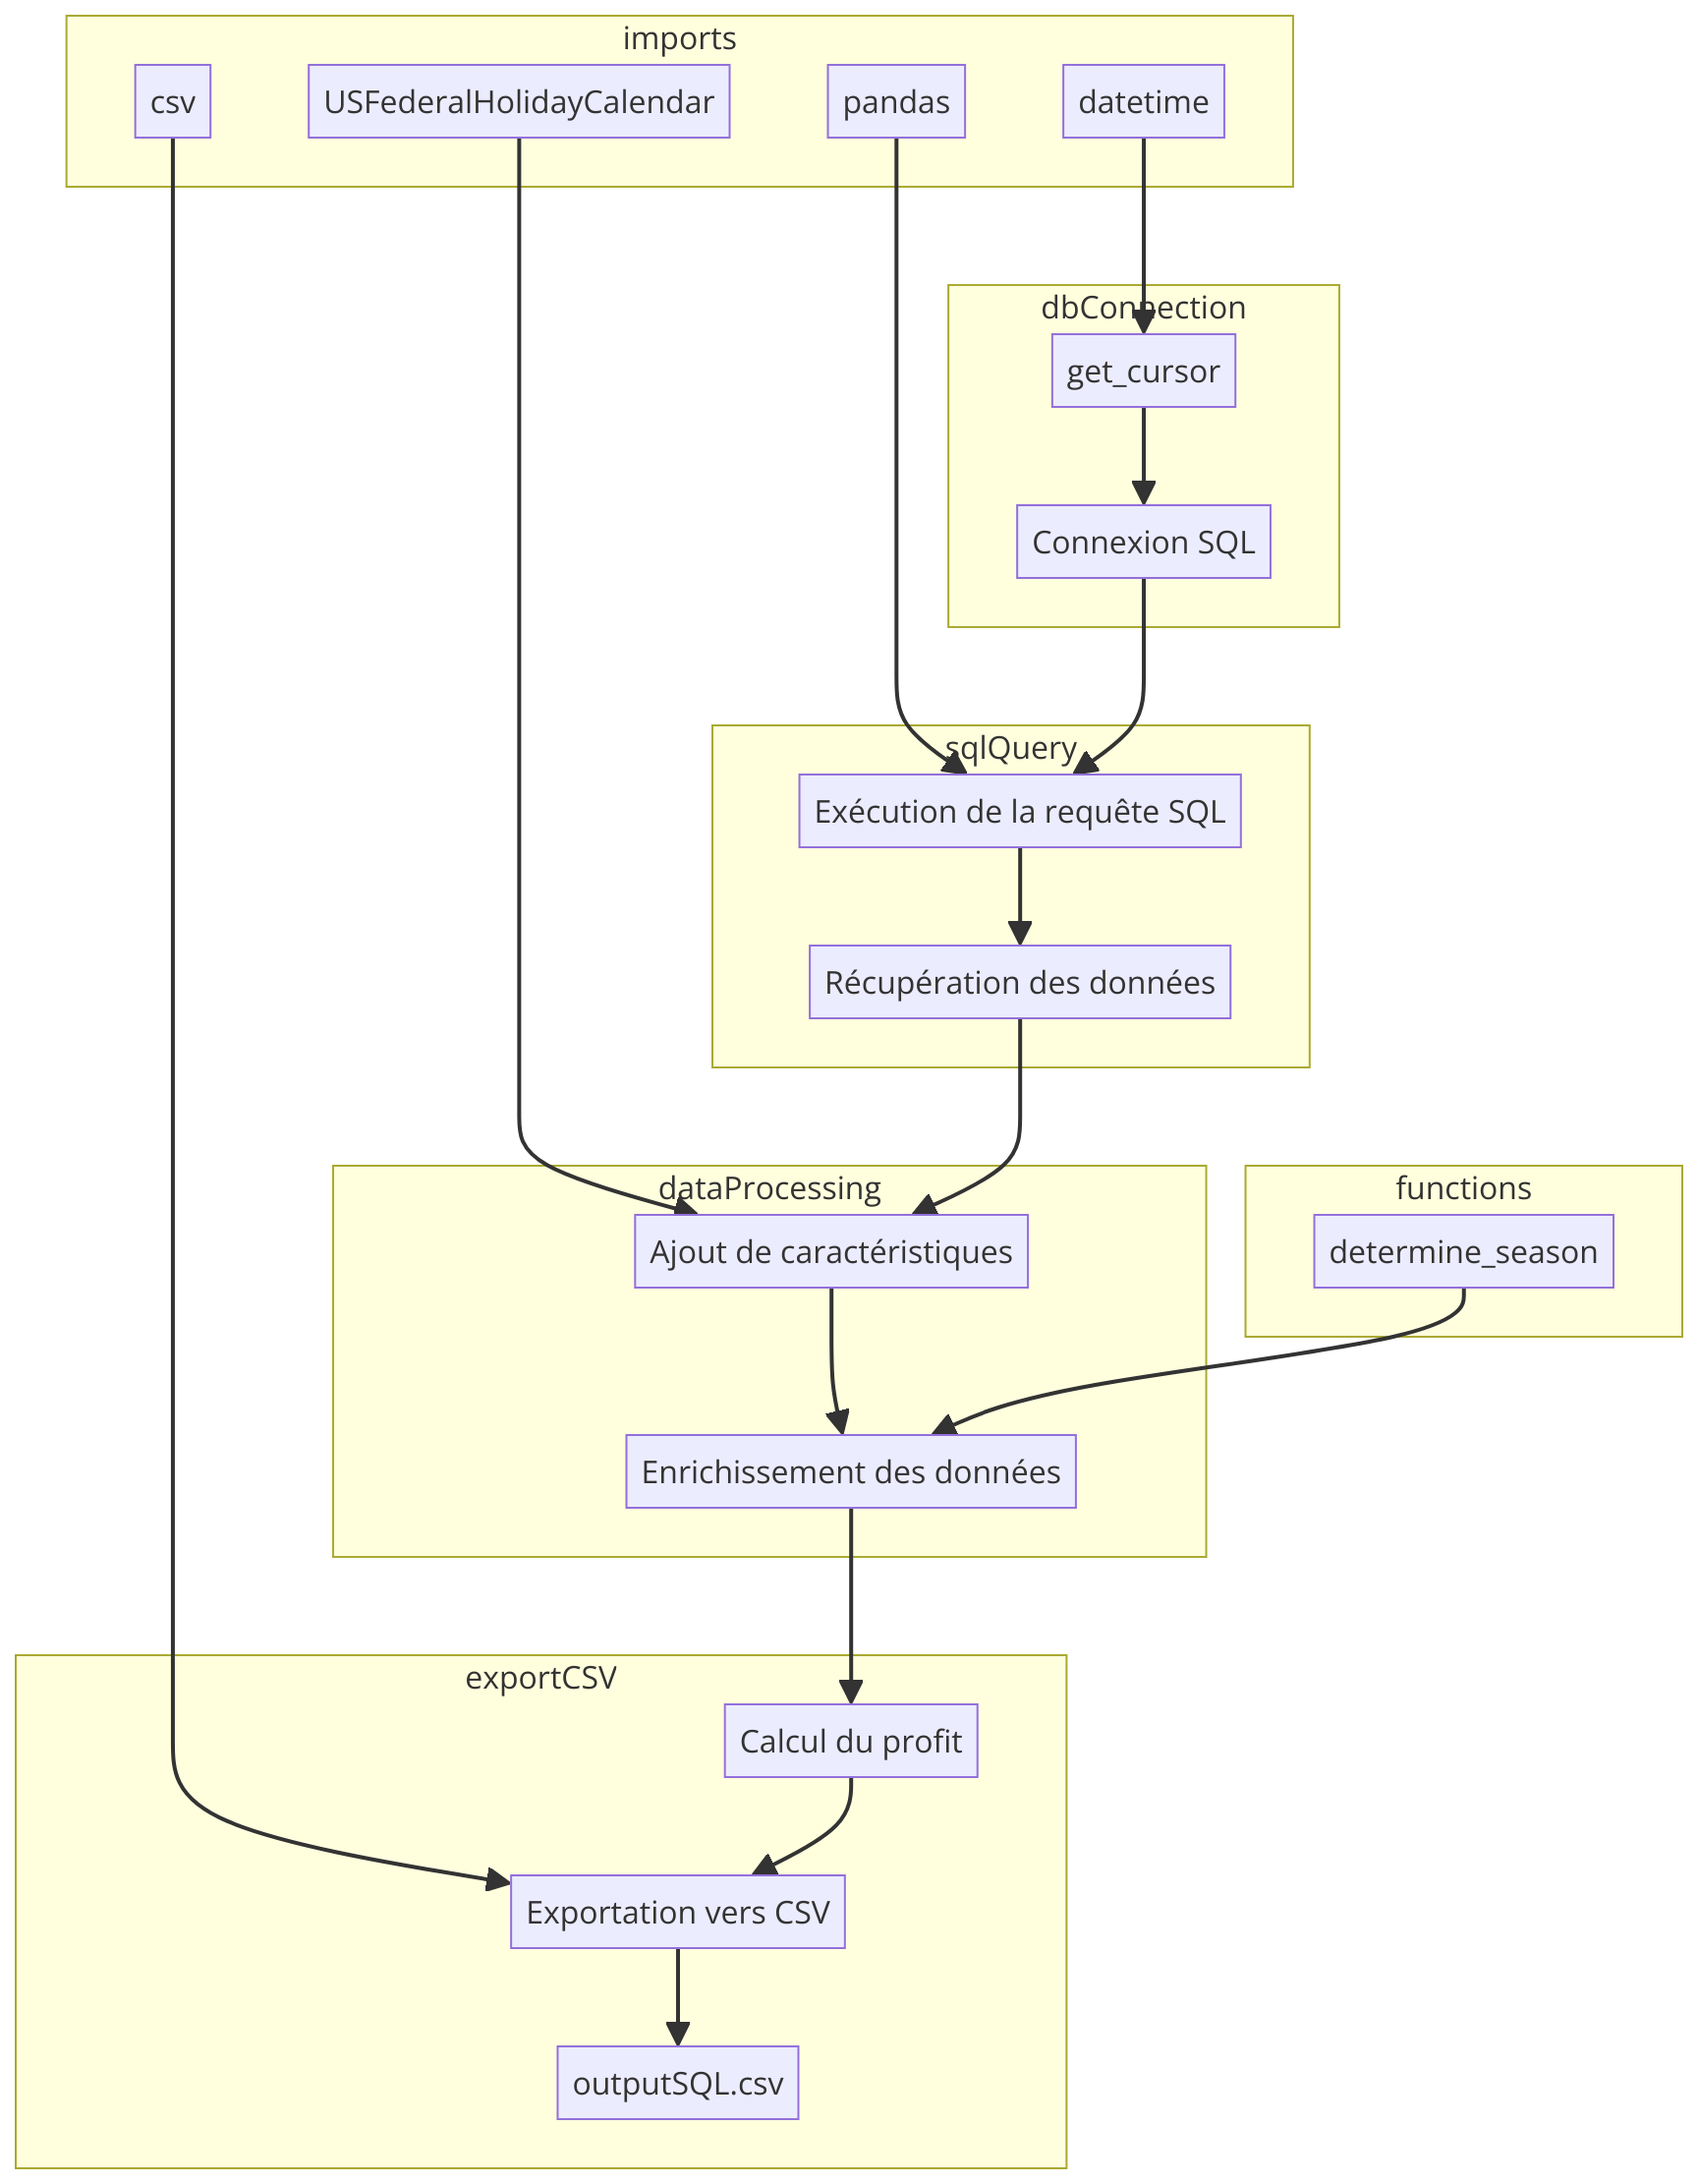 imports
csv
USFederalHolidayCalendar
pandas
datetime
dbConnection
get_cursor
Connexion SQL
sqlQuery
Exécution de la requête SQL
Récupération des données
dataProcessing
Ajout de caractéristiques
Enrichissement des données
functions
determine_season
exportCSV
Calcul du profit
Exportation vers CSV
outputSQL.csv